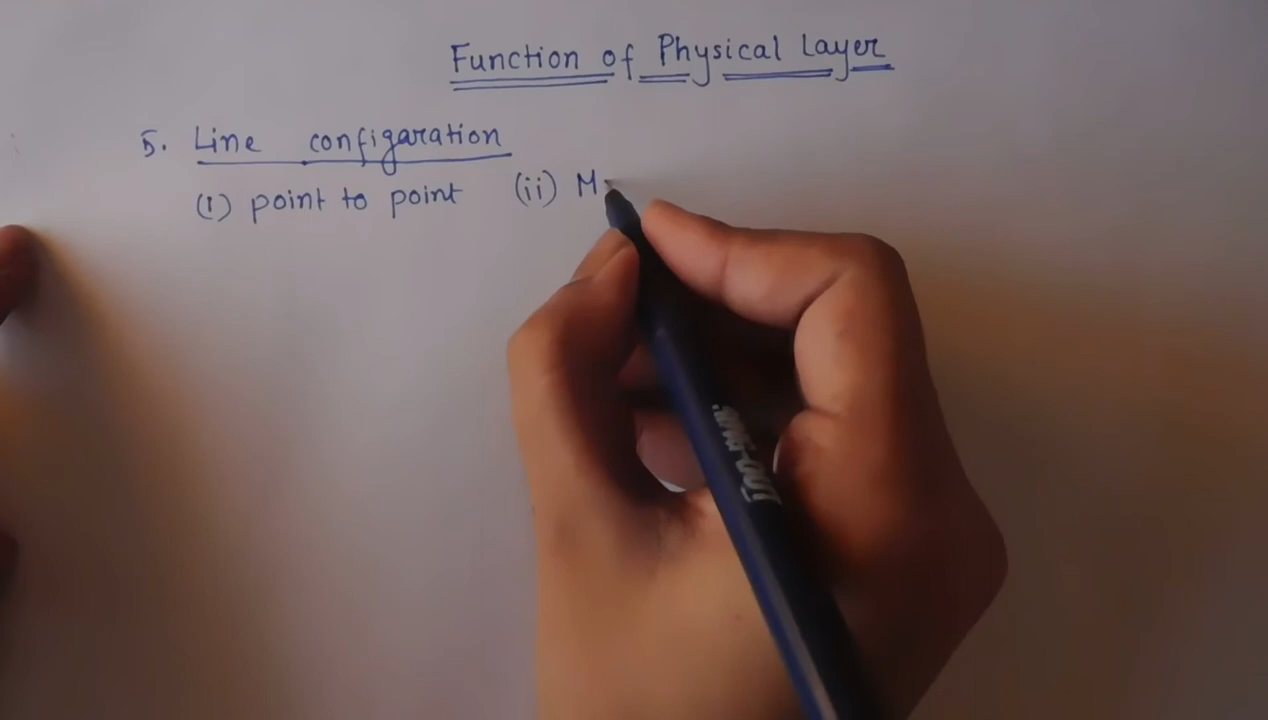 Function of Physical Layer
5. Line configaration
(i) point to point (ii) M